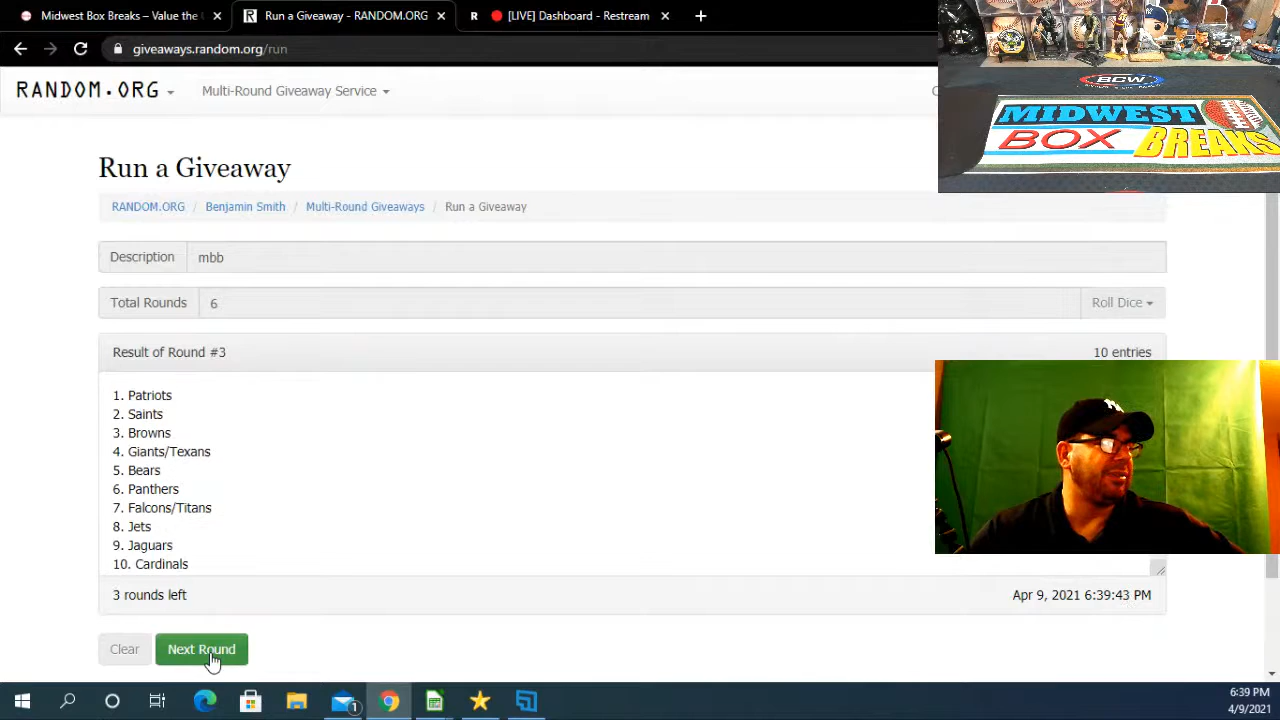 Midwest Box Breaks – Value the
Run a Giveaway - RANDOM.ORG
R
[LIVE] Dashboard - Restream
giveaways.random.org/run
RANDOM.ORG
Multi-Round Giveaway Service
BCW
MIDWEST
BOX BREAKS
Run a Giveaway
RANDOM.ORG / Benjamin Smith / Multi-Round Giveaways / Run a Giveaway
Description mbb
Total Rounds 6 Roll Dice
Result of Round #3 10 entries
1. Patriots
2. Saints
3. Browns
4. Giants/Texans
5. Bears
6. Panthers
7. Falcons/Titans
8. Jets
9. Jaguars
10. Cardinals
3 rounds left Apr 9, 2021 6:39:43 PM
Clear Next Round
1
6:39 PM
4/9/2021